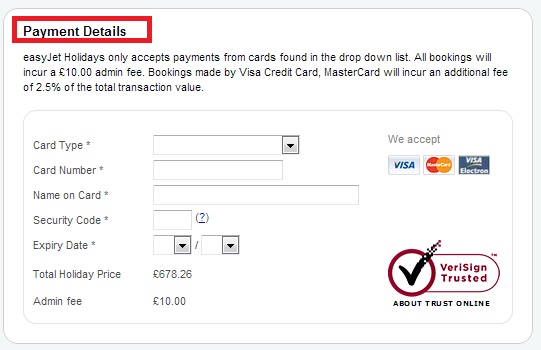 Payment Details
easyJet Holidays only accepts payments from cards found in the drop down list. All bookings will
incur a £10.00 admin fee. Bookings made by Visa Credit Card, MasterCard will incur an additional fee
of 2.5% of the total transaction value.
Card Type *
We accept
Card Number *
VISA MasterCard VISA Electron
Name on Card *
Security Code * (?)
Expiry Date * /
Total Holiday Price £678.26
VeriSign
Trusted
Admin fee £10.00
ABOUT TRUST ONLINE